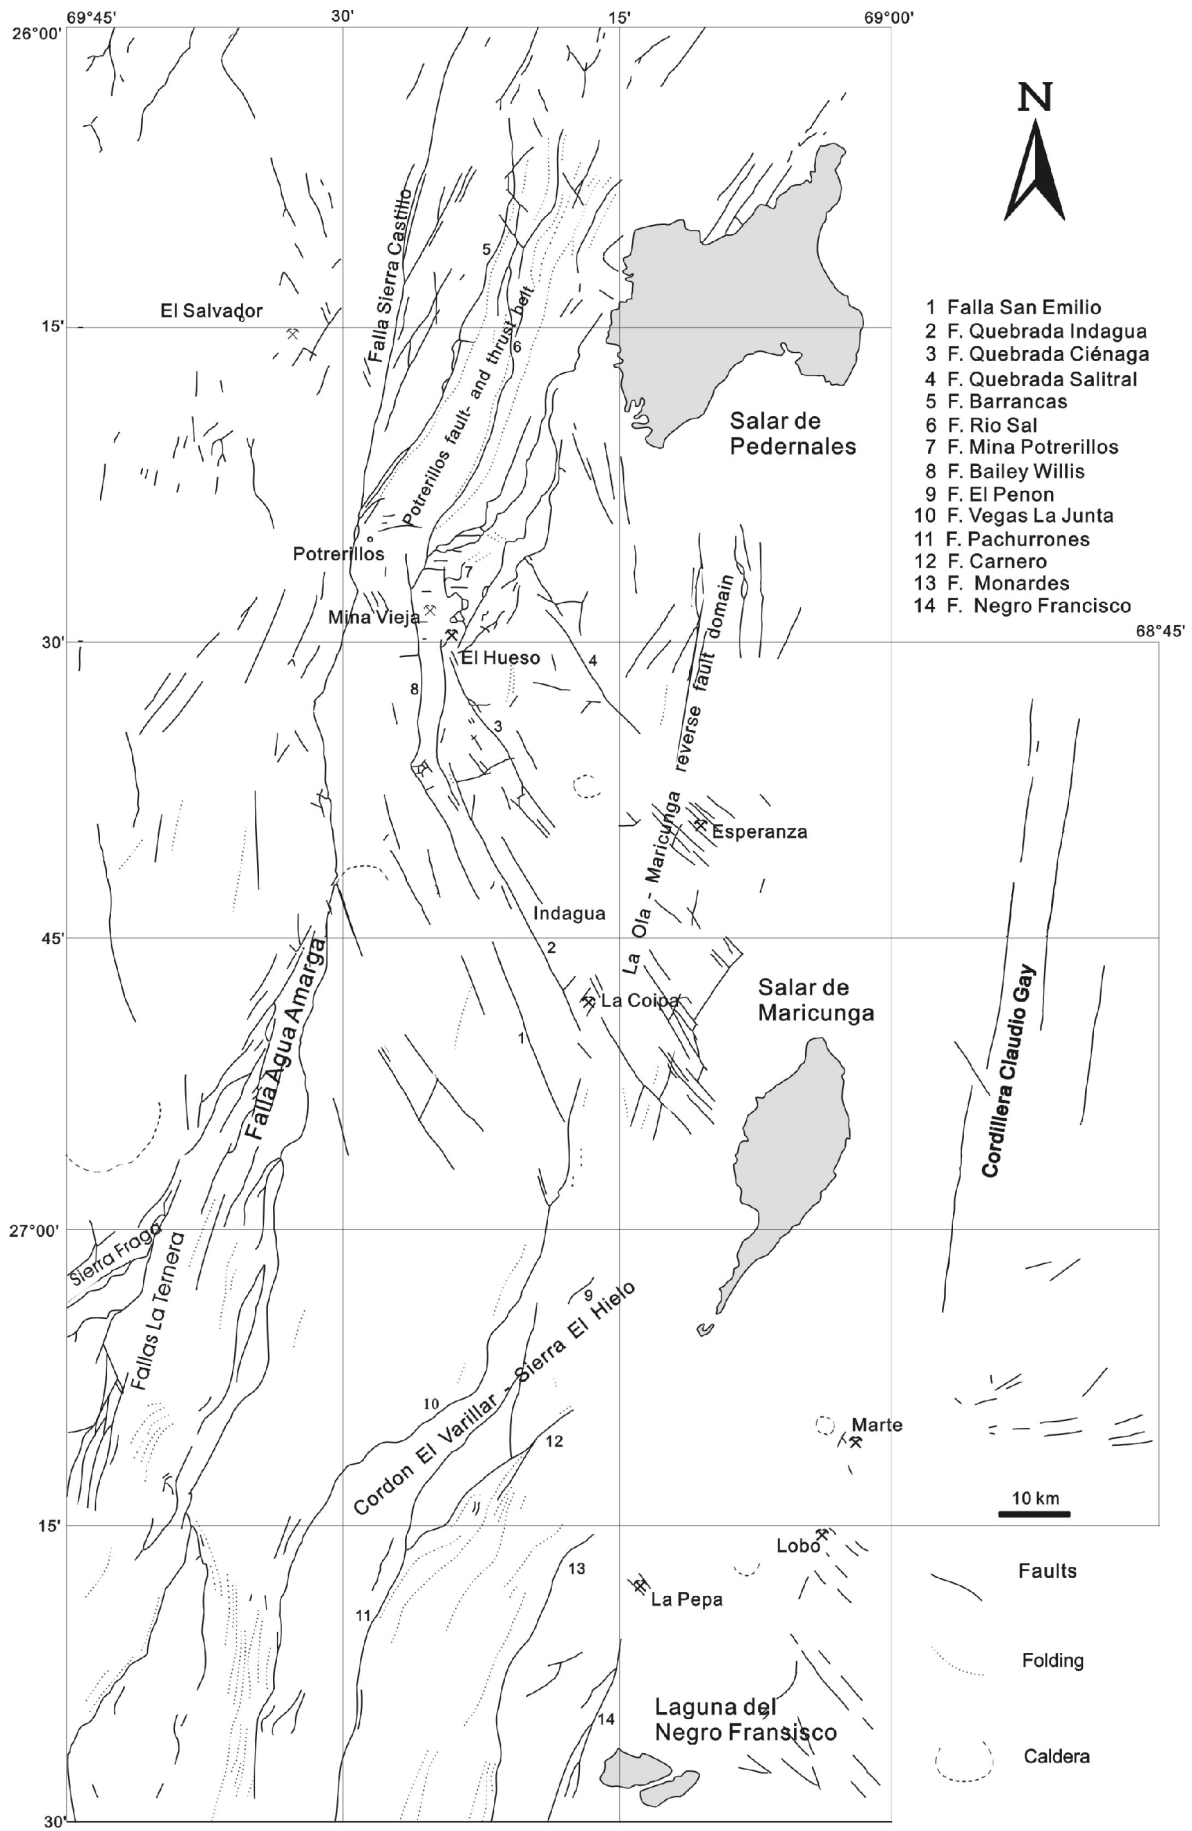 69°45'
30'
15'
69°00'
26°00'
N
Falla Sierra Castillo
5
El Salvador
15'
6
Potrerillos fault- and thrust belt
1 Falla San Emilio
2 F. Quebrada Indagua
3 F. Quebrada Ciénaga
4 F. Quebrada Salitral
5 F. Barrancas
6 F. Rio Sal
7 F. Mina Potrerillos
8 F. Bailey Willis
9 F. El Penon
10 F. Vegas La Junta
11 F. Pachurrones
12 F. Carnero
13 F. Monardes
14 F. Negro Francisco
Salar de
Pedernales
Potrerillos
7
Mina Vieja
68°45'
30'
El Hueso
4
8
3
La Ola - Maricunga reverse fault domain
Esperanza
Indagua
45'
2
La Coipa
Salar de
Maricunga
1
Falla Agua Amarga
Cordillera Claudio Gay
27°00'
Sierra Fraga
Fallas La Ternera
9
Cordon El Varillar - Sierra El Hielo
10
12
Marte
10 km
15'
Lobo
13
La Pepa
11
Faults
Folding
Laguna del
Negro Fransisco
14
Caldera
30'